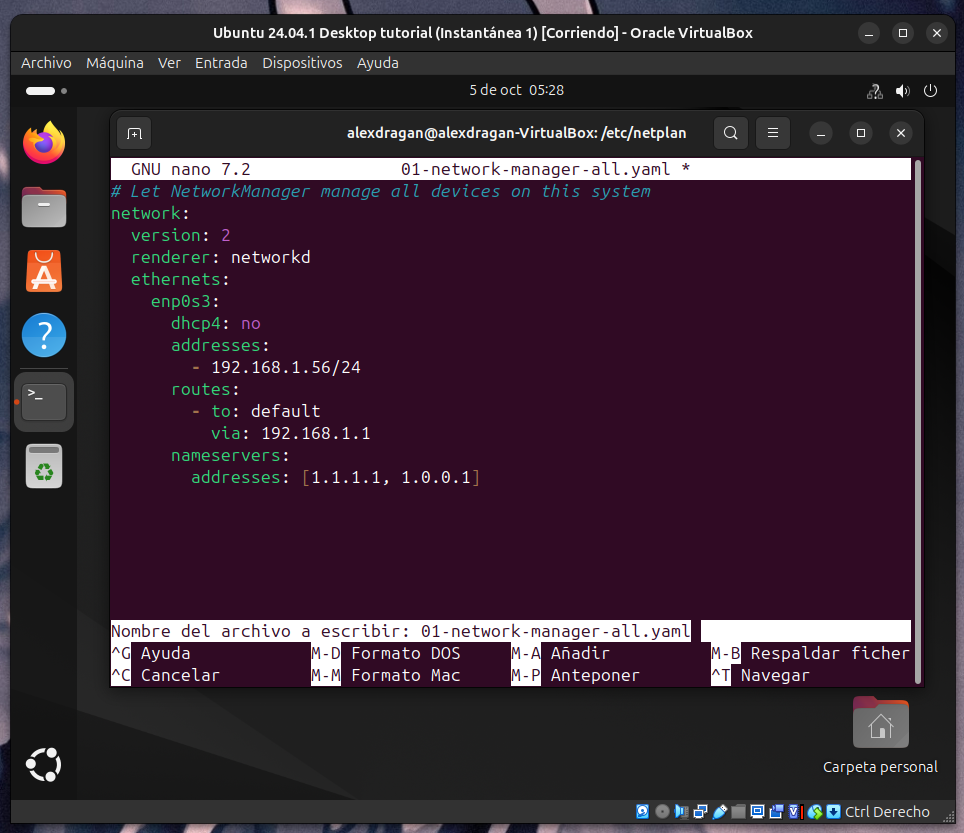 Ubuntu 24.04.1 Desktop tutorial (Instantánea 1) [Corriendo] - Oracle VirtualBox
Archivo Máquina Ver Entrada Dispositivos Ayuda
5 de oct 05:28
alexdragan@alexdragan-VirtualBox: /etc/netplan
GNU nano 7.2 01-network-manager-all.yaml *
# Let NetworkManager manage all devices on this system
network:
  version: 2
  renderer: networkd
  ethernets:
    enp0s3:
      dhcp4: no
      addresses:
        - 192.168.1.56/24
      routes:
        - to: default
          via: 192.168.1.1
      nameservers:
        addresses: [1.1.1.1, 1.0.0.1]
Nombre del archivo a escribir: 01-network-manager-all.yaml
^G Ayuda M-D Formato DOS M-A Añadir M-B Respaldar ficher
^C Cancelar M-M Formato Mac M-P Anteponer ^T Navegar
Carpeta personal
Ctrl Derecho